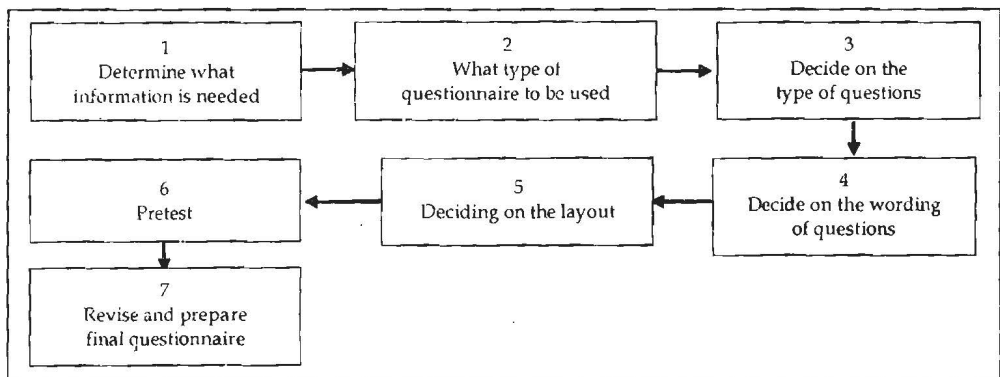 1
Determine what
information is needed
2
What type of
questionnaire to be used
3
Decide on the
type of questions
4
Decide on the wording
of questions
5
Deciding on the layout
6
Pretest
7
Revise and prepare
final questionnaire